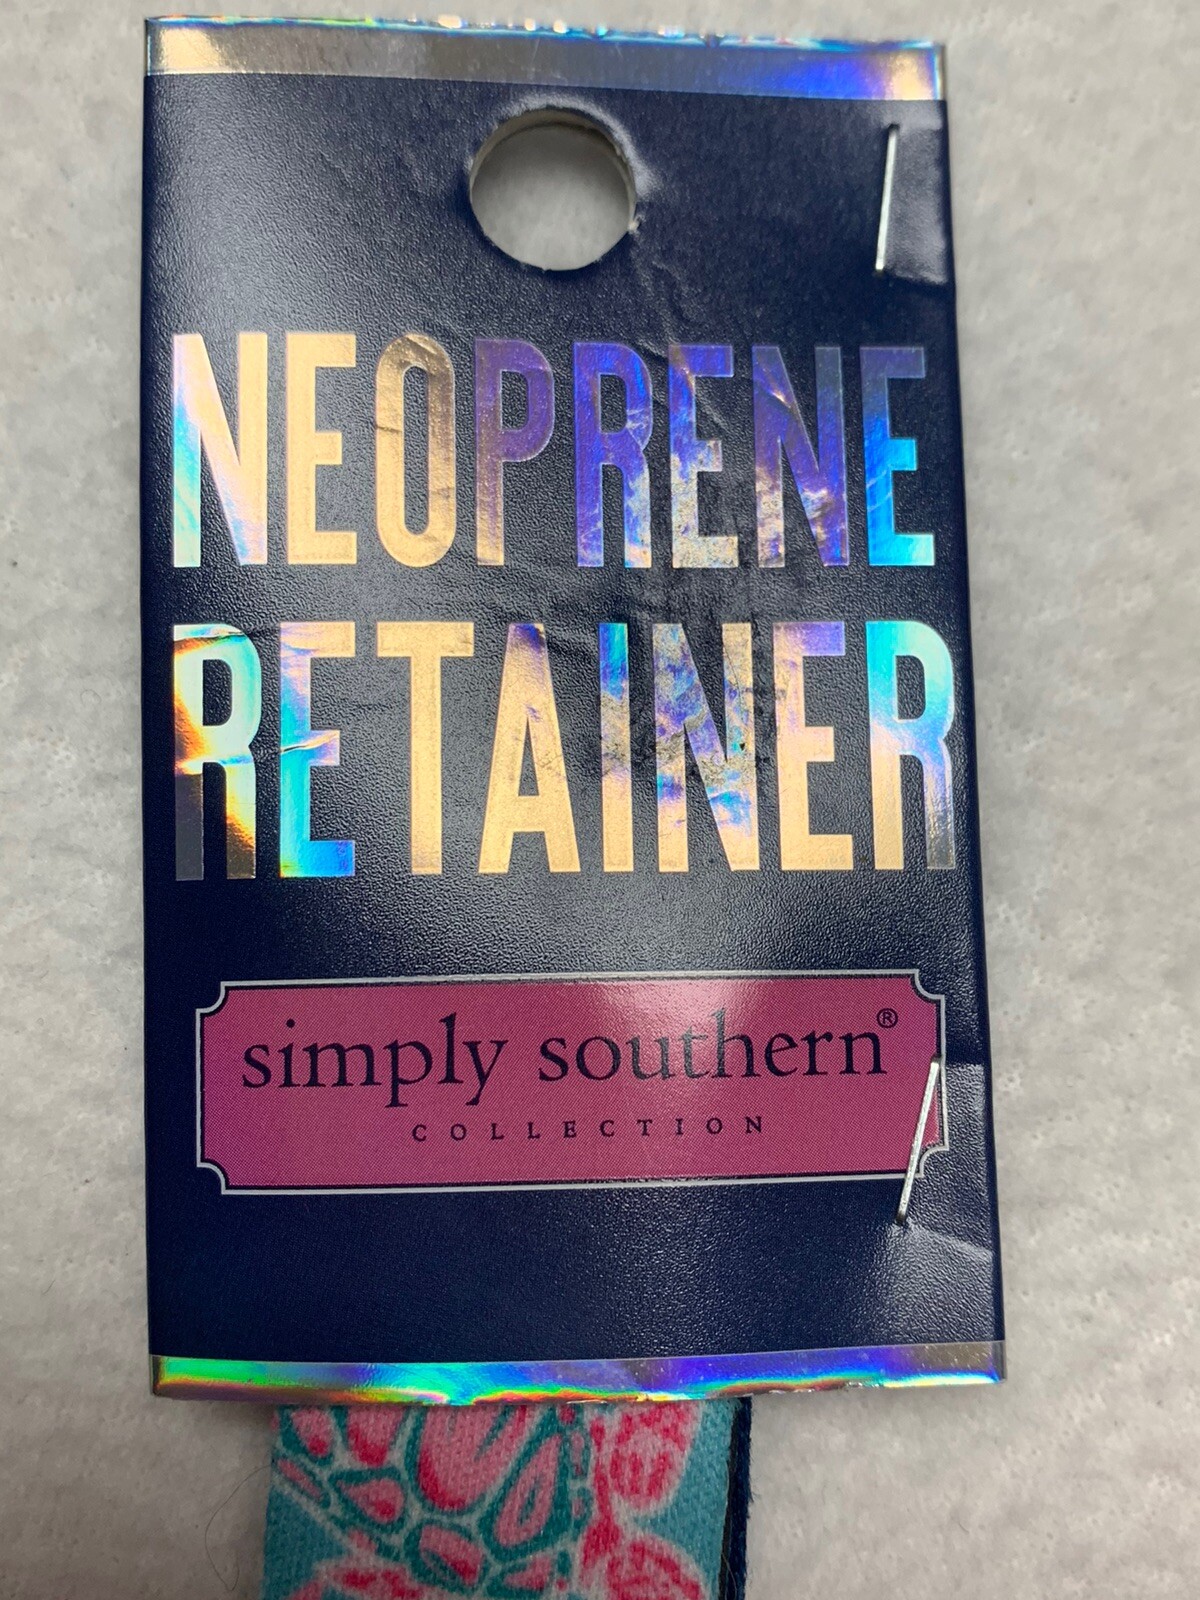 NEOPRENE
RETAINER
simply southern®
COLLECTION